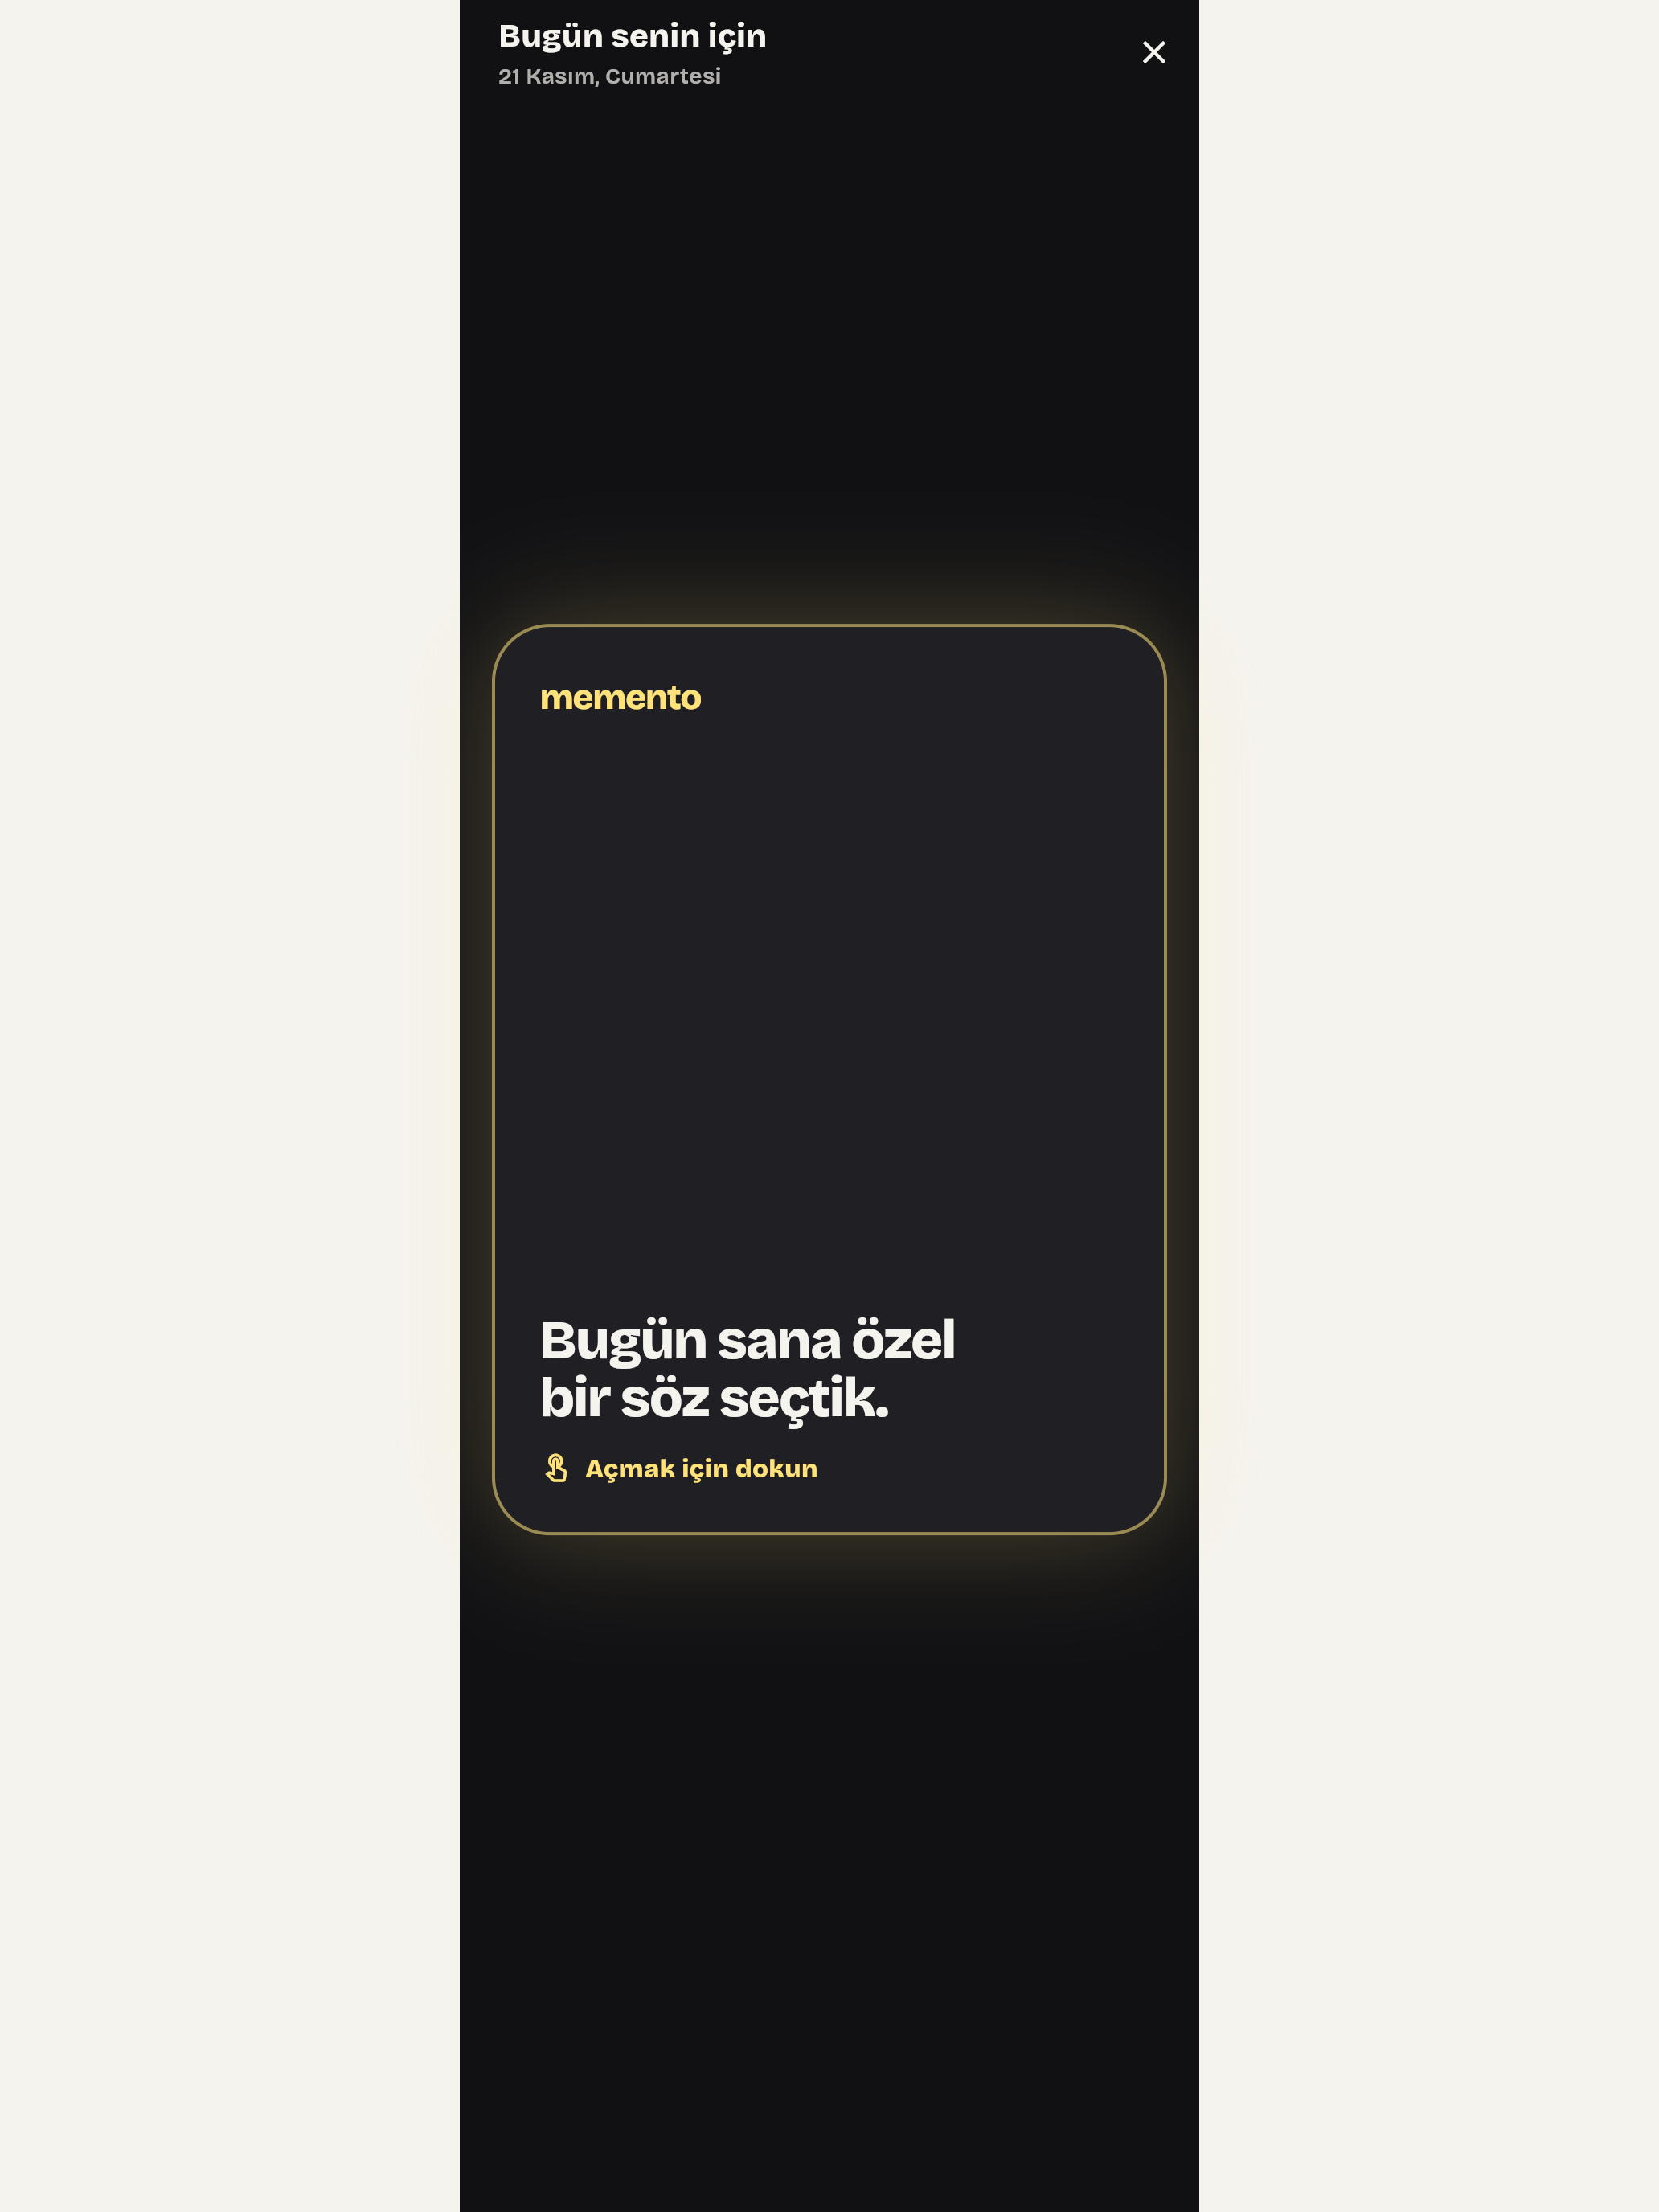 Bugün senin için
21 Kasım, Cumartesi
memento
Bugün sana özel
bir söz seçtik.
Açmak için dokun